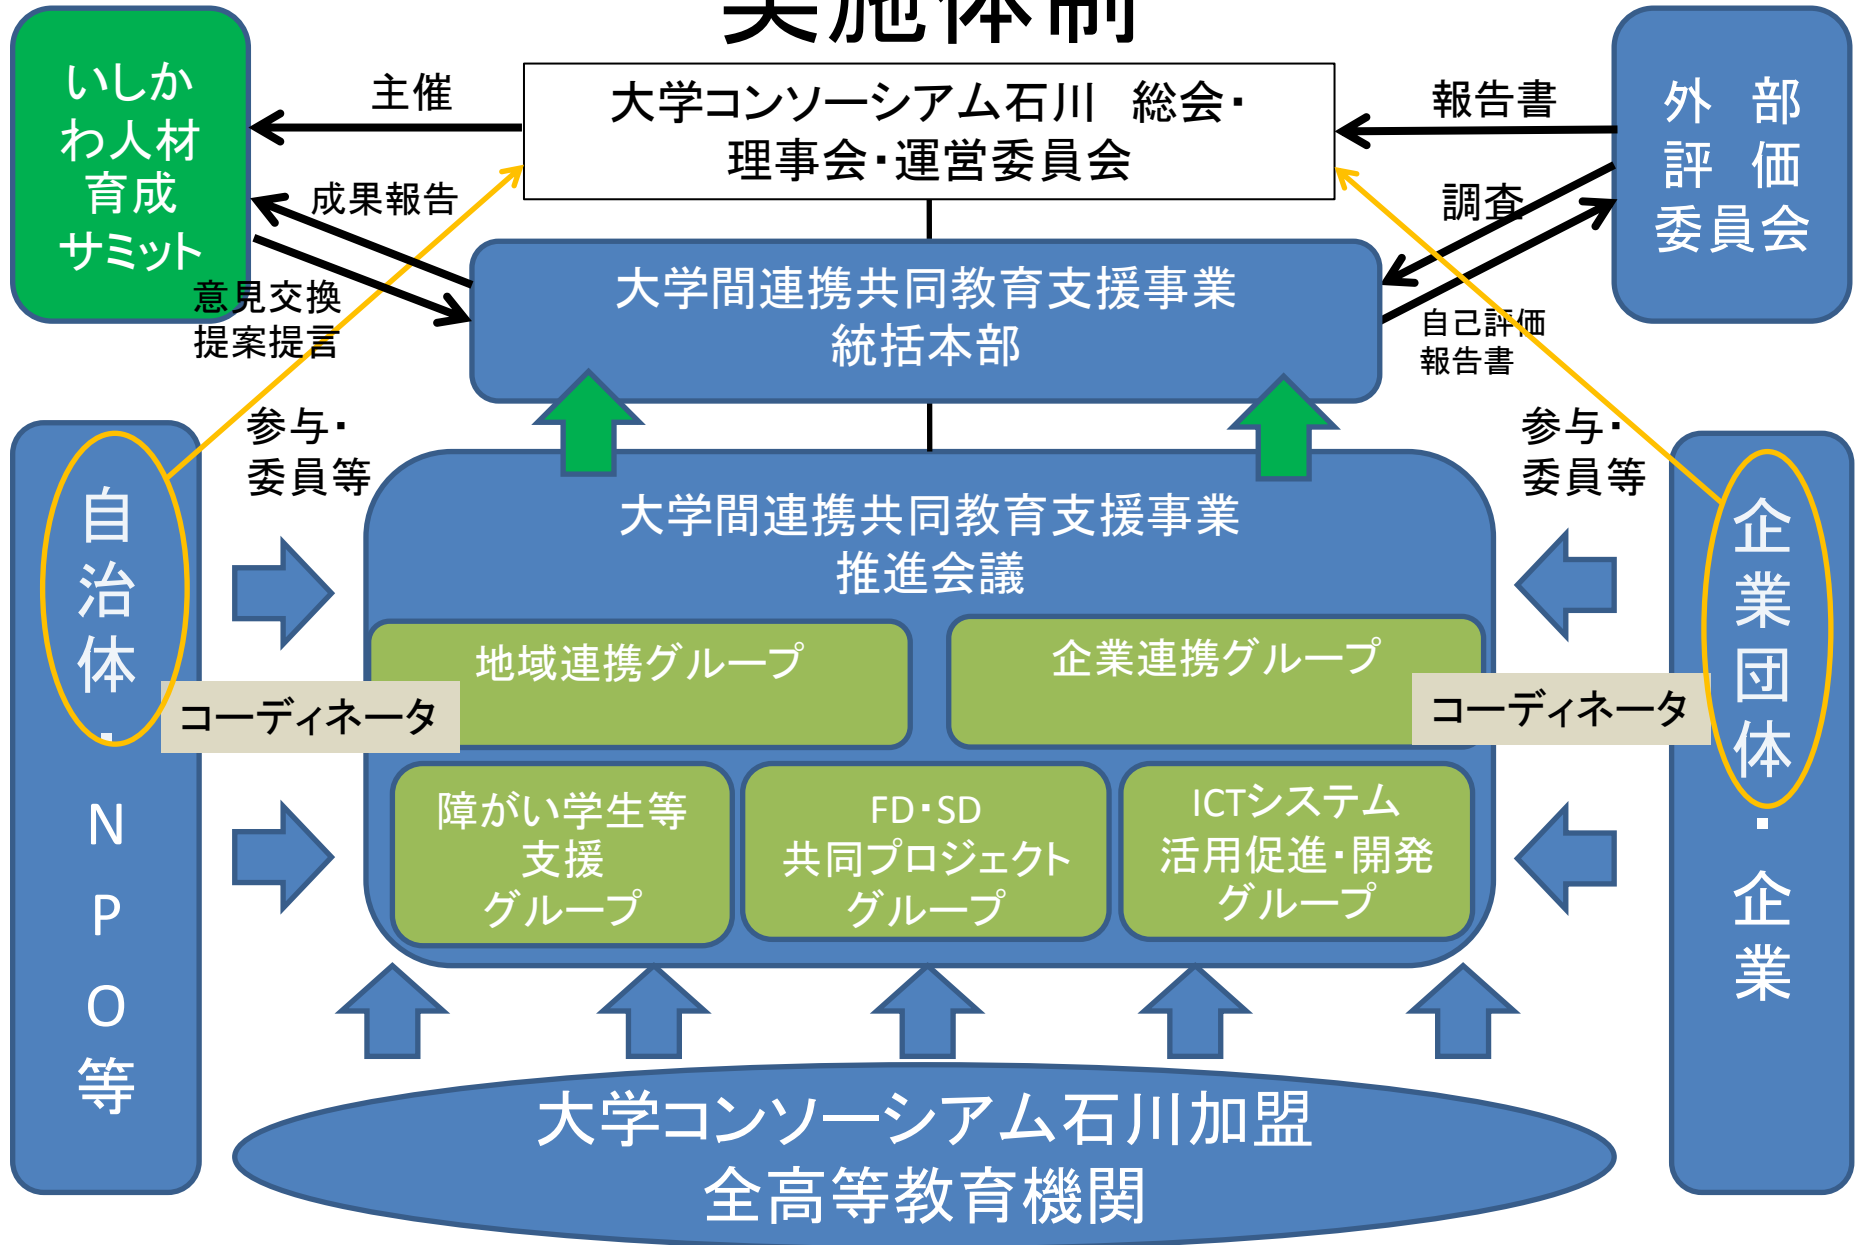 実施体制
いしか
わ人材
育成
サミット
主催
大学コンソーシアム石川　総会・
理事会・運営委員会
報告書
外　部
評　価
委員会
成果報告
調査
意見交換
提案提言
大学間連携共同教育支援事業
統括本部
自己評価
報告書
参与・
委員等
参与・
委員等
自治体・NPO等
大学間連携共同教育支援事業
推進会議
企業団体・企業
地域連携グループ
企業連携グループ
コーディネータ
コーディネータ
障がい学生等
支援
グループ
FD・SD
共同プロジェクト
グループ
ICTシステム
活用促進・開発
グループ
大学コンソーシアム石川加盟
全高等教育機関